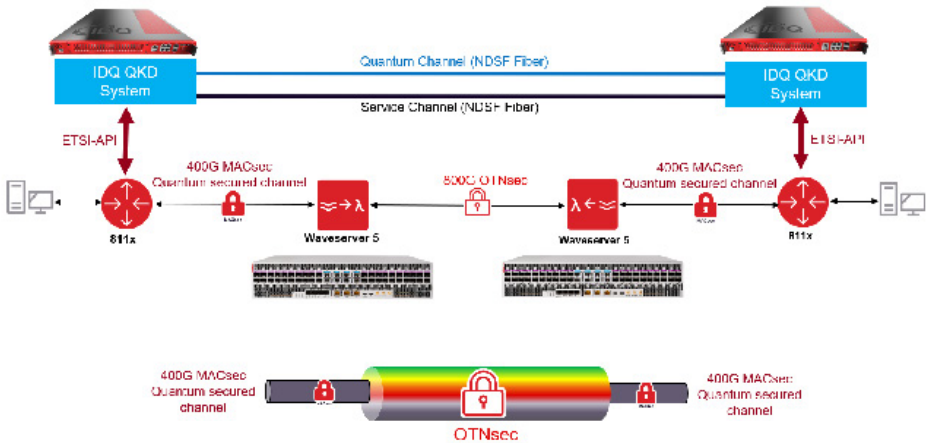 IDQ QKD
System
Quantum Channel (NDSF Fiber)
Service Channel (NDSF Fiber)
IDQ QKD
System
ETSI-API
ETSI-API
400G MACsec
Quantum secured channel
800G OTNsec
400G MACsec
Quantum secured channel
811x
Waveserver 5
Waveserver 5
811x
400G MACsec
Quantum secured
channel
400G MACsec
Quantum secured
channel
OTNsec